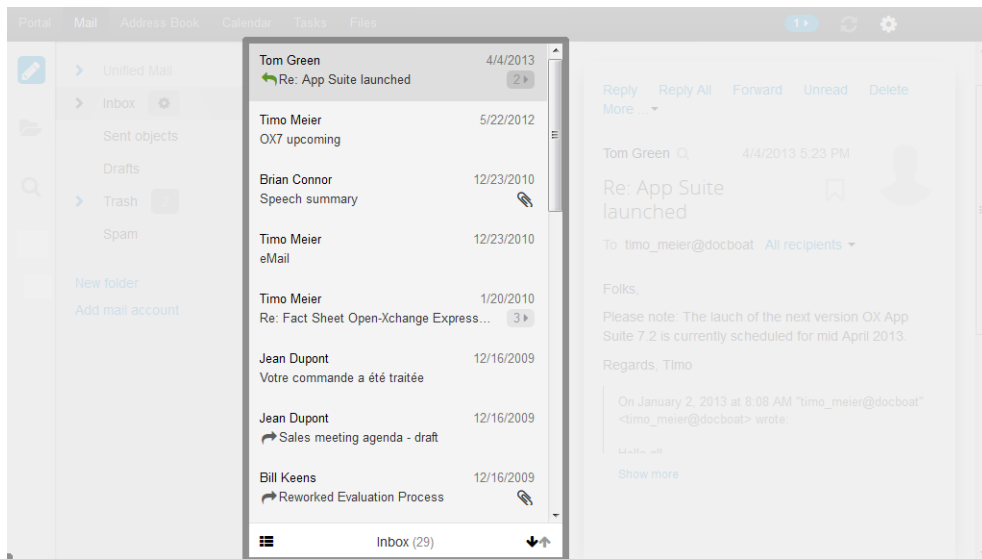 Portal Mail Address Book Calendar Tasks Files 1
Unified Mail
Inbox
Sent objects
Drafts
Trash 2
Spam
New folder
Add mail account
Tom Green 4/4/2013
Re: App Suite launched 2
Timo Meier 5/22/2012
OX7 upcoming
Brian Connor 12/23/2010
Speech summary
Timo Meier 12/23/2010
eMail
Timo Meier 1/20/2010
Re: Fact Sheet Open-Xchange Express... 3
Jean Dupont 12/16/2009
Votre commande a été traitée
Jean Dupont 12/16/2009
Sales meeting agenda - draft
Bill Keens 12/16/2009
Reworked Evaluation Process
Inbox (29)
Reply Reply All Forward Unread Delete
More ...
Tom Green 4/4/2013 5:23 PM
Re: App Suite
launched
To timo_meier@docboat All recipients
Folks,
Please note: The lauch of the next version OX App
Suite 7.2 is currently scheduled for mid April 2013.
Regards, Timo
On January 2, 2013 at 8:08 AM "timo_meier@docboat"
<timo_meier@docboat> wrote:
Hello all
Show more